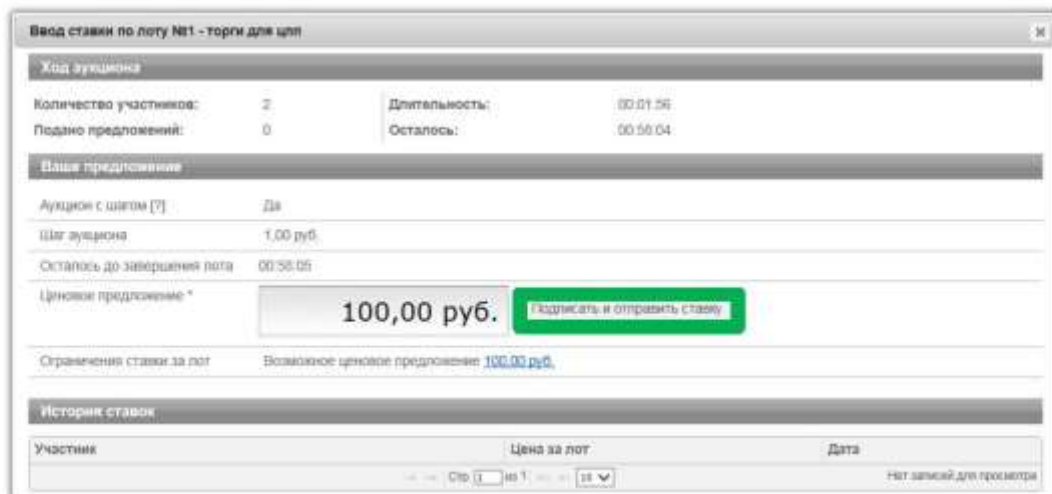 Ввод ставки по лоту №1 - торги для цпп
Ход аукциона
Количество участников: 2 Длительность: 00:01:56
Подано предложений: 0 Осталось: 00:58:04
Ваше предложение
Аукцион с шагом [?] Да
Шаг аукциона 1,00 руб.
Осталось до завершения лота 00:58:05
Ценовое предложение * 100,00 руб. Подписать и отправить ставку
Ограничения ставки за лот Возможное ценовое предложение 100,00 руб.
История ставок
Участник Цена за лот Дата
Стр 1 из 1 10 Нет записей для просмотра